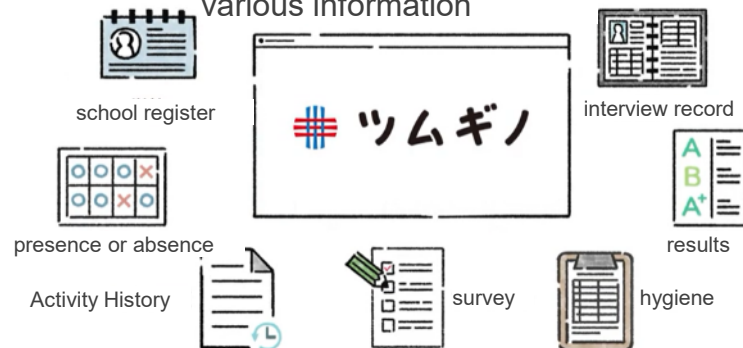 various information
school register
interview record
ツムギノ
presence or absence
A
B
A+
results
Activity History
survey
hygiene